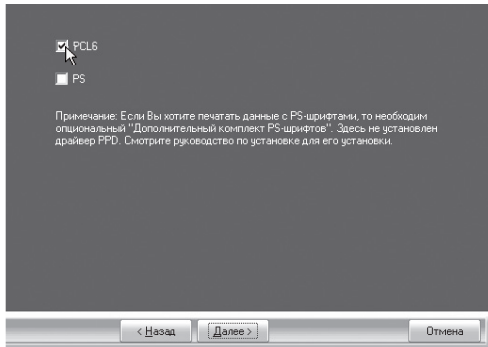 PCL6
PS
Примечание: Если Вы хотите печатать данные с PS-шрифтами, то необходим
опциональный "Дополнительный комплект PS-шрифтов". Здесь не установлен
драйвер PPD. Смотрите руководство по установке для его установки.
< Назад Далее > Отмена